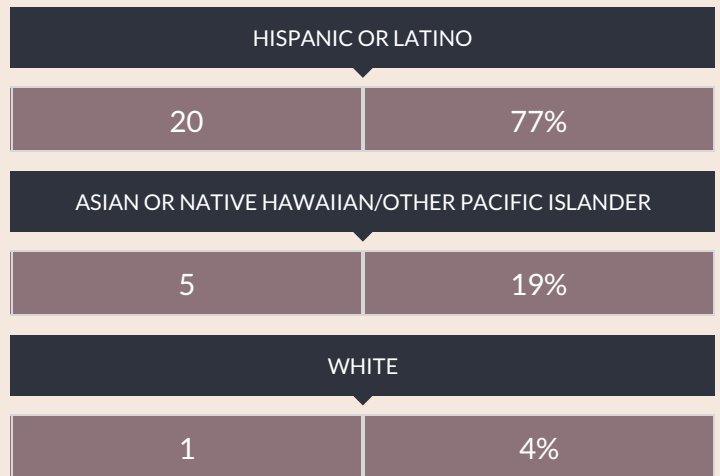 HISPANIC OR LATINO
20 77%
ASIAN OR NATIVE HAWAIIAN/OTHER PACIFIC ISLANDER
5 19%
WHITE
1 4%